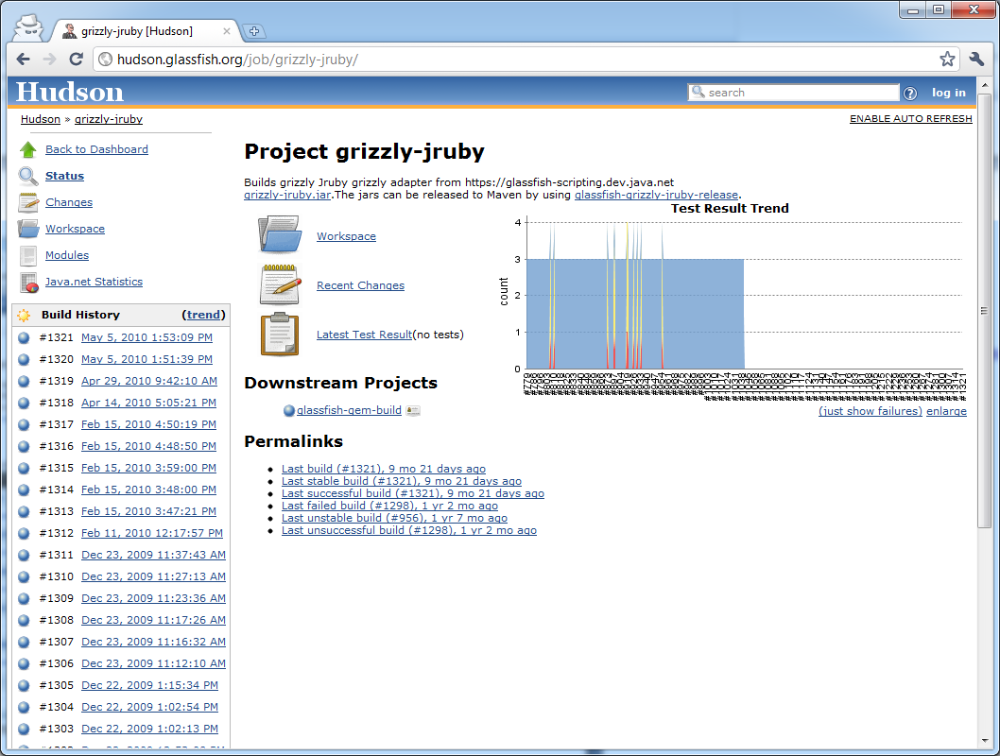 grizzly-jruby [Hudson]
hudson.glassfish.org/job/grizzly-jruby/
Hudson
search
log in
Hudson » grizzly-jruby
ENABLE AUTO REFRESH
Back to Dashboard
Status
Changes
Workspace
Modules
Java.net Statistics
Build History (trend)
#1321 May 5, 2010 1:53:09 PM
#1320 May 5, 2010 1:51:39 PM
#1319 Apr 29, 2010 9:42:10 AM
#1318 Apr 14, 2010 5:05:21 PM
#1317 Feb 15, 2010 4:50:19 PM
#1316 Feb 15, 2010 4:48:50 PM
#1315 Feb 15, 2010 3:59:00 PM
#1314 Feb 15, 2010 3:48:00 PM
#1313 Feb 15, 2010 3:47:21 PM
#1312 Feb 11, 2010 12:17:57 PM
#1311 Dec 23, 2009 11:37:43 AM
#1310 Dec 23, 2009 11:27:13 AM
#1309 Dec 23, 2009 11:23:36 AM
#1308 Dec 23, 2009 11:17:26 AM
#1307 Dec 23, 2009 11:16:32 AM
#1306 Dec 23, 2009 11:12:10 AM
#1305 Dec 22, 2009 1:15:34 PM
#1304 Dec 22, 2009 1:02:54 PM
#1303 Dec 22, 2009 1:02:13 PM
Project grizzly-jruby
Builds grizzly Jruby grizzly adapter from https://glassfish-scripting.dev.java.net
grizzly-jruby.jar.The jars can be released to Maven by using glassfish-grizzly-jruby-release.
Workspace
Recent Changes
Latest Test Result(no tests)
Test Result Trend
count
4
3
2
1
0
(just show failures) enlarge
Downstream Projects
glassfish-gem-build
Permalinks
Last build (#1321), 9 mo 21 days ago
Last stable build (#1321), 9 mo 21 days ago
Last successful build (#1321), 9 mo 21 days ago
Last failed build (#1298), 1 yr 2 mo ago
Last unstable build (#956), 1 yr 7 mo ago
Last unsuccessful build (#1298), 1 yr 2 mo ago